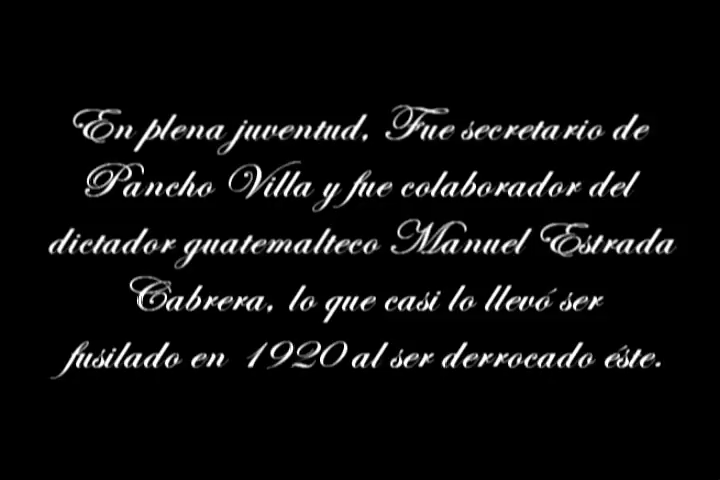 En plena juventud, Fue secretario de
Pancho Villa y fue colaborador del
dictador guatemalteco Manuel Estrada
Cabrera, lo que casi lo llevó ser
fusilado en 1920 al ser derrocado éste.